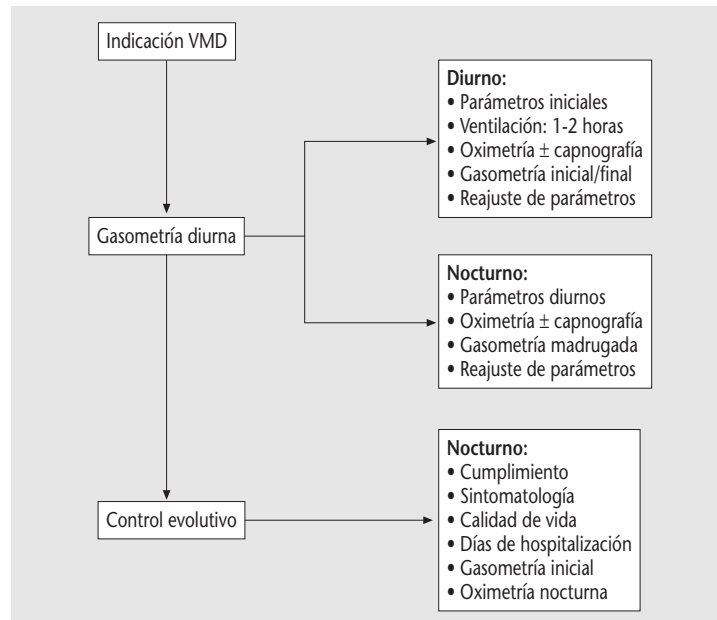 Indicación VMD
Diurno:
• Parámetros iniciales
• Ventilación: 1-2 horas
• Oximetría ± capnografía
• Gasometría inicial/final
• Reajuste de parámetros
Gasometría diurna
Nocturno:
• Parámetros diurnos
• Oximetría ± capnografía
• Gasometría madrugada
• Reajuste de parámetros
Control evolutivo
Nocturno:
• Cumplimiento
• Sintomatología
• Calidad de vida
• Días de hospitalización
• Gasometría inicial
• Oximetría nocturna